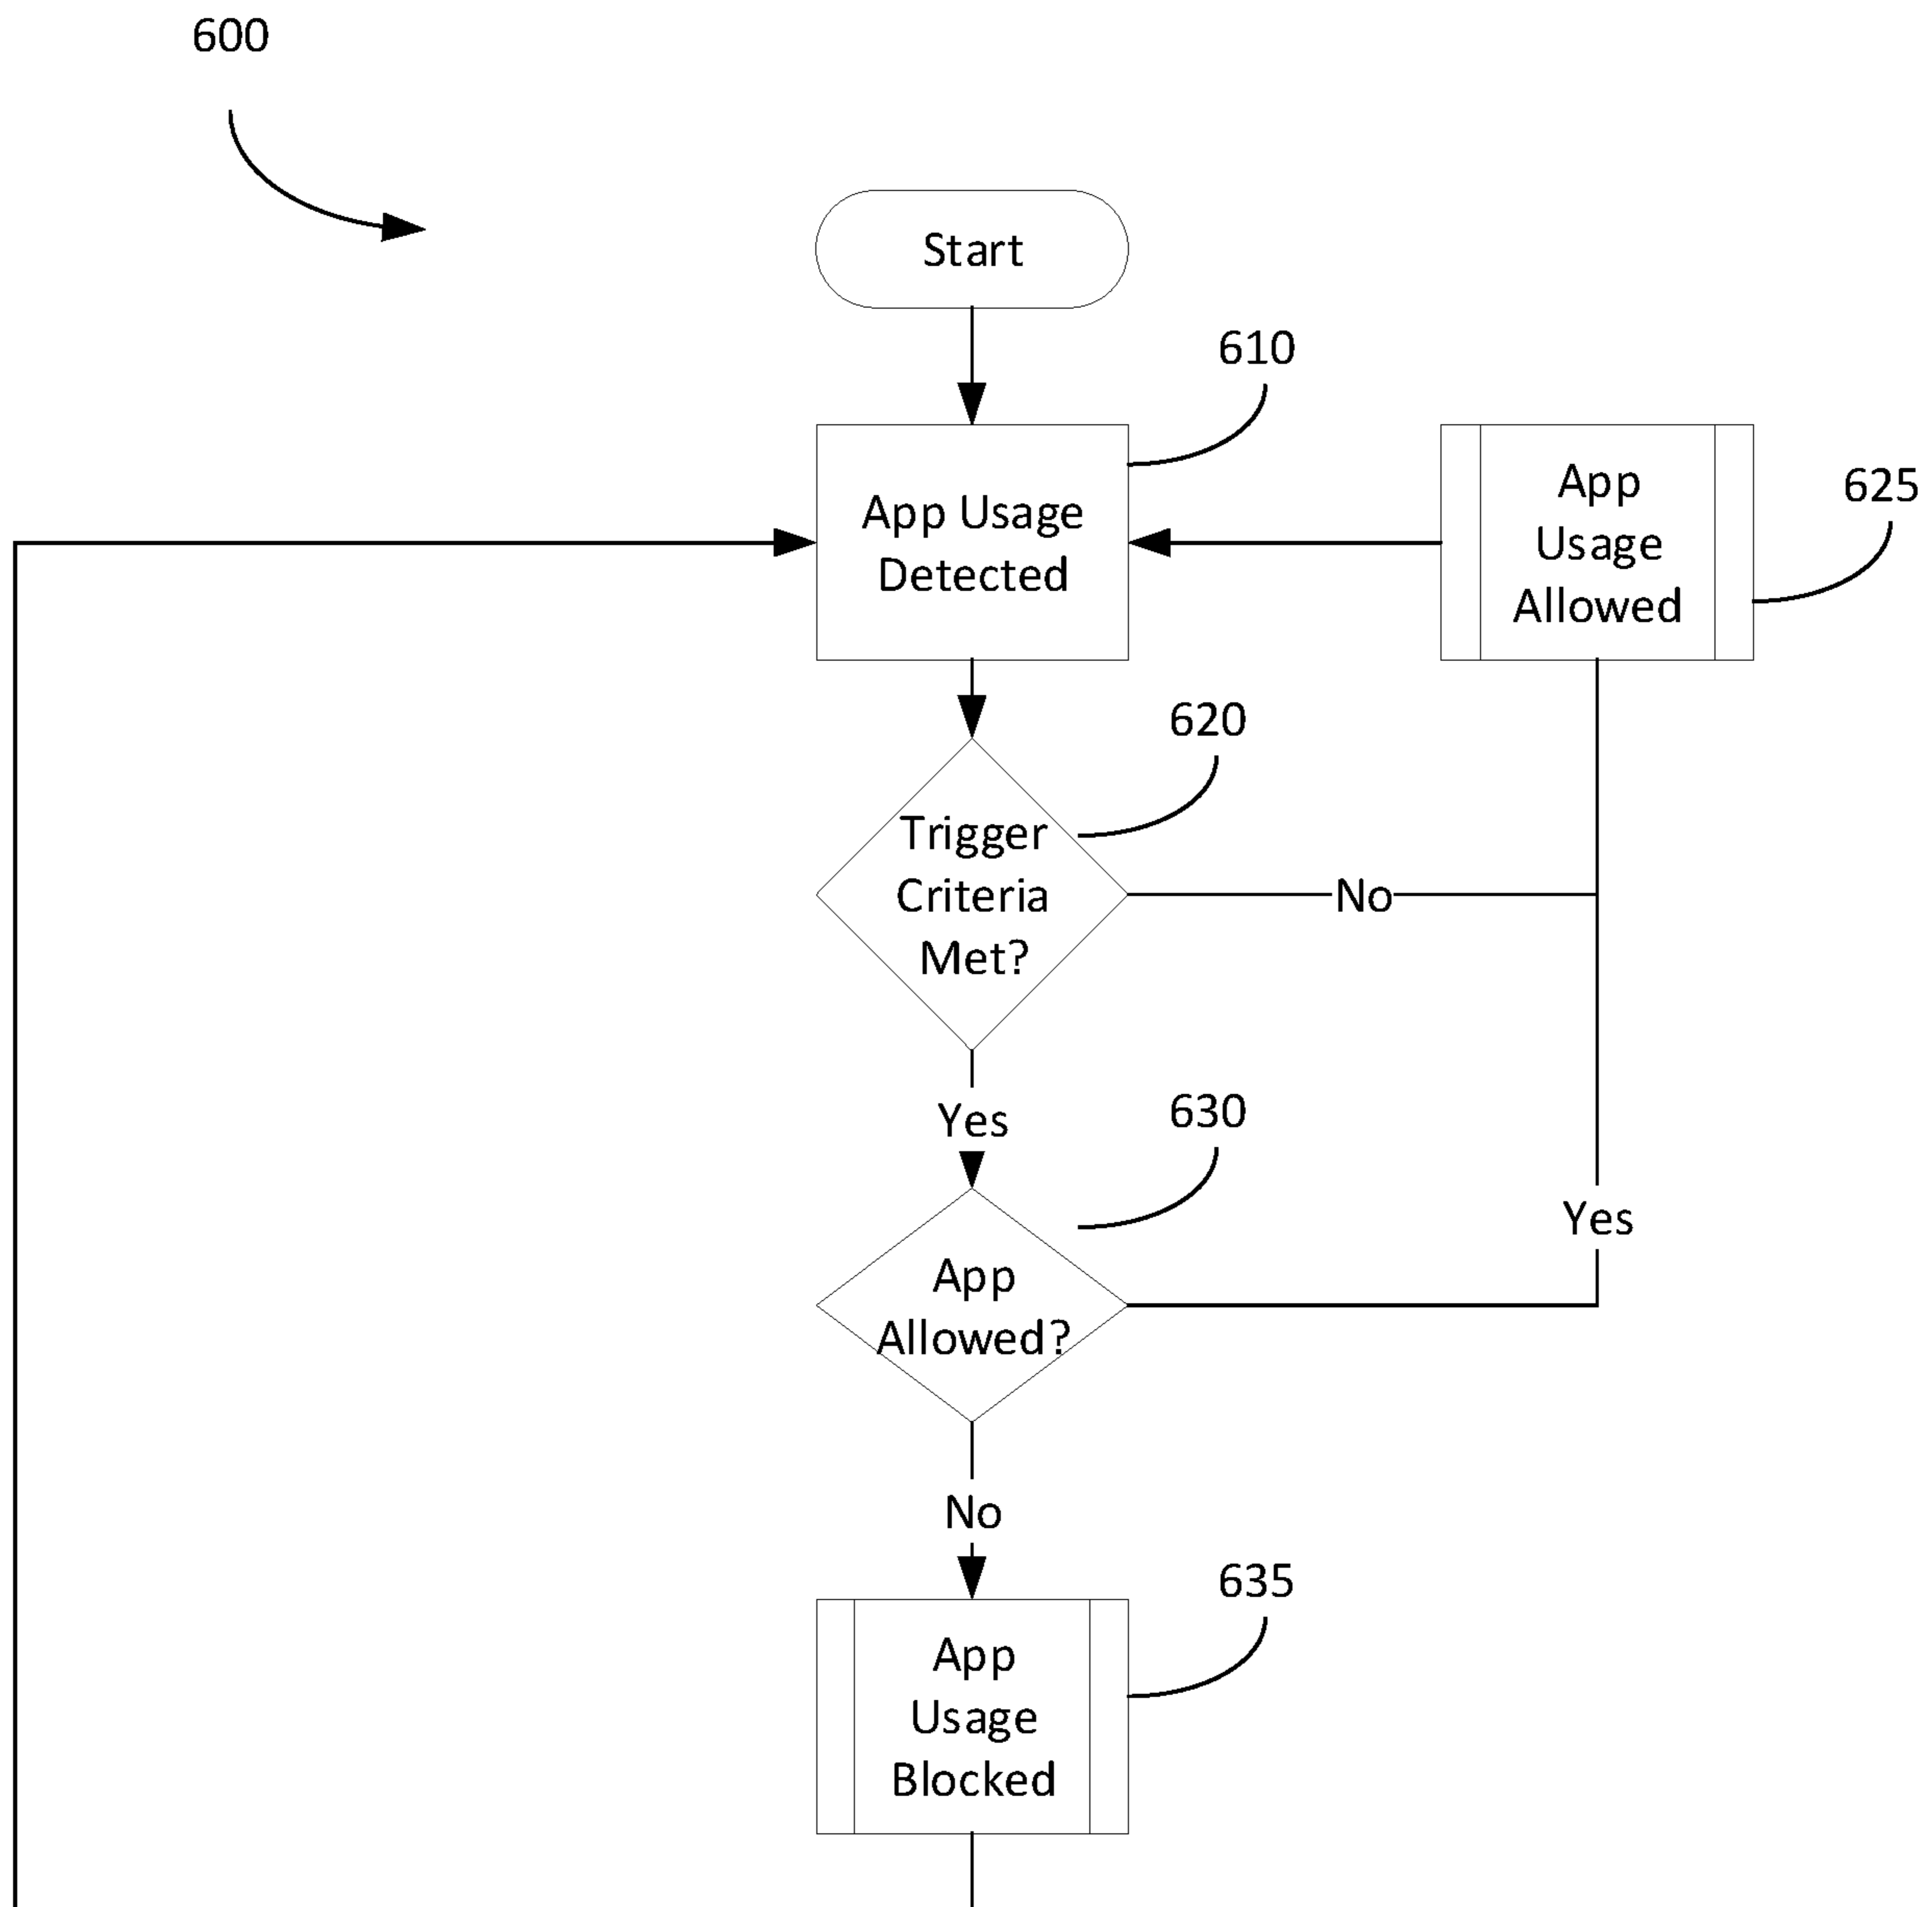 600
Start
610
App Usage
Detected
App
Usage
Allowed
625
620
Trigger
Criteria
Met?
No
Yes
630
Yes
App
Allowed?
No
635
App
Usage
Blocked